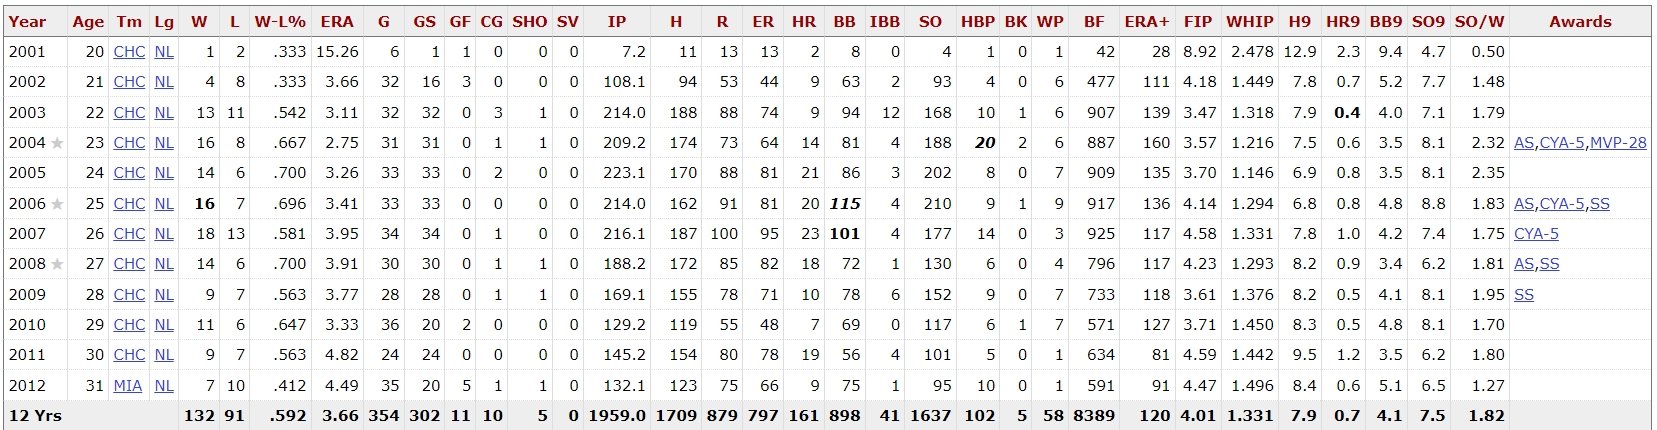 Year Age Tm Lg W L W-L% ERA G GS GF CG SHO SV IP H R ER HR BB IBB SO HBP BK WP BF ERA+ FIP WHIP H9 HR9 BB9 SO9 SO/W Awards
2001 20 CHC NL 1 2 .333 15.26 6 1 1 0 0 0 7.2 11 13 13 2 8 0 4 1 0 1 42 28 8.92 2.478 12.9 2.3 9.4 4.7 0.50
2002 21 CHC NL 4 8 .333 3.66 32 16 3 0 0 0 108.1 94 53 44 9 63 2 93 4 0 6 477 111 4.18 1.449 7.8 0.7 5.2 7.7 1.48
2003 22 CHC NL 13 11 .542 3.11 32 32 0 3 1 0 214.0 188 88 74 9 94 12 168 10 1 6 907 139 3.47 1.318 7.9 0.4 4.0 7.1 1.79
2004 ★ 23 CHC NL 16 8 .667 2.75 31 31 0 1 1 0 209.2 174 73 64 14 81 4 188 20 2 6 887 160 3.57 1.216 7.5 0.6 3.5 8.1 2.32 AS,CYA-5,MVP-28
2005 24 CHC NL 14 6 .700 3.26 33 33 0 2 0 0 223.1 170 88 81 21 86 3 202 8 0 7 909 135 3.70 1.146 6.9 0.8 3.5 8.1 2.35
2006 ★ 25 CHC NL 16 7 .696 3.41 33 33 0 0 0 0 214.0 162 91 81 20 115 4 210 9 1 9 917 136 4.14 1.294 6.8 0.8 4.8 8.8 1.83 AS,CYA-5,SS
2007 26 CHC NL 18 13 .581 3.95 34 34 0 1 0 0 216.1 187 100 95 23 101 4 177 14 0 3 925 117 4.58 1.331 7.8 1.0 4.2 7.4 1.75 CYA-5
2008 ★ 27 CHC NL 14 6 .700 3.91 30 30 0 1 1 0 188.2 172 85 82 18 72 1 130 6 0 4 796 117 4.23 1.293 8.2 0.9 3.4 6.2 1.81 AS,SS
2009 28 CHC NL 9 7 .563 3.77 28 28 0 1 1 0 169.1 155 78 71 10 78 6 152 9 0 7 733 118 3.61 1.376 8.2 0.5 4.1 8.1 1.95 SS
2010 29 CHC NL 11 6 .647 3.33 36 20 2 0 0 0 129.2 119 55 48 7 69 0 117 6 1 7 571 127 3.71 1.450 8.3 0.5 4.8 8.1 1.70
2011 30 CHC NL 9 7 .563 4.82 24 24 0 0 0 0 145.2 154 80 78 19 56 4 101 5 0 1 634 81 4.59 1.442 9.5 1.2 3.5 6.2 1.80
2012 31 MIA NL 7 10 .412 4.49 35 20 5 1 1 0 132.1 123 75 66 9 75 1 95 10 0 1 591 91 4.47 1.496 8.4 0.6 5.1 6.5 1.27
12 Yrs 132 91 .592 3.66 354 302 11 10 5 0 1959.0 1709 879 797 161 898 41 1637 102 5 58 8389 120 4.01 1.331 7.9 0.7 4.1 7.5 1.82